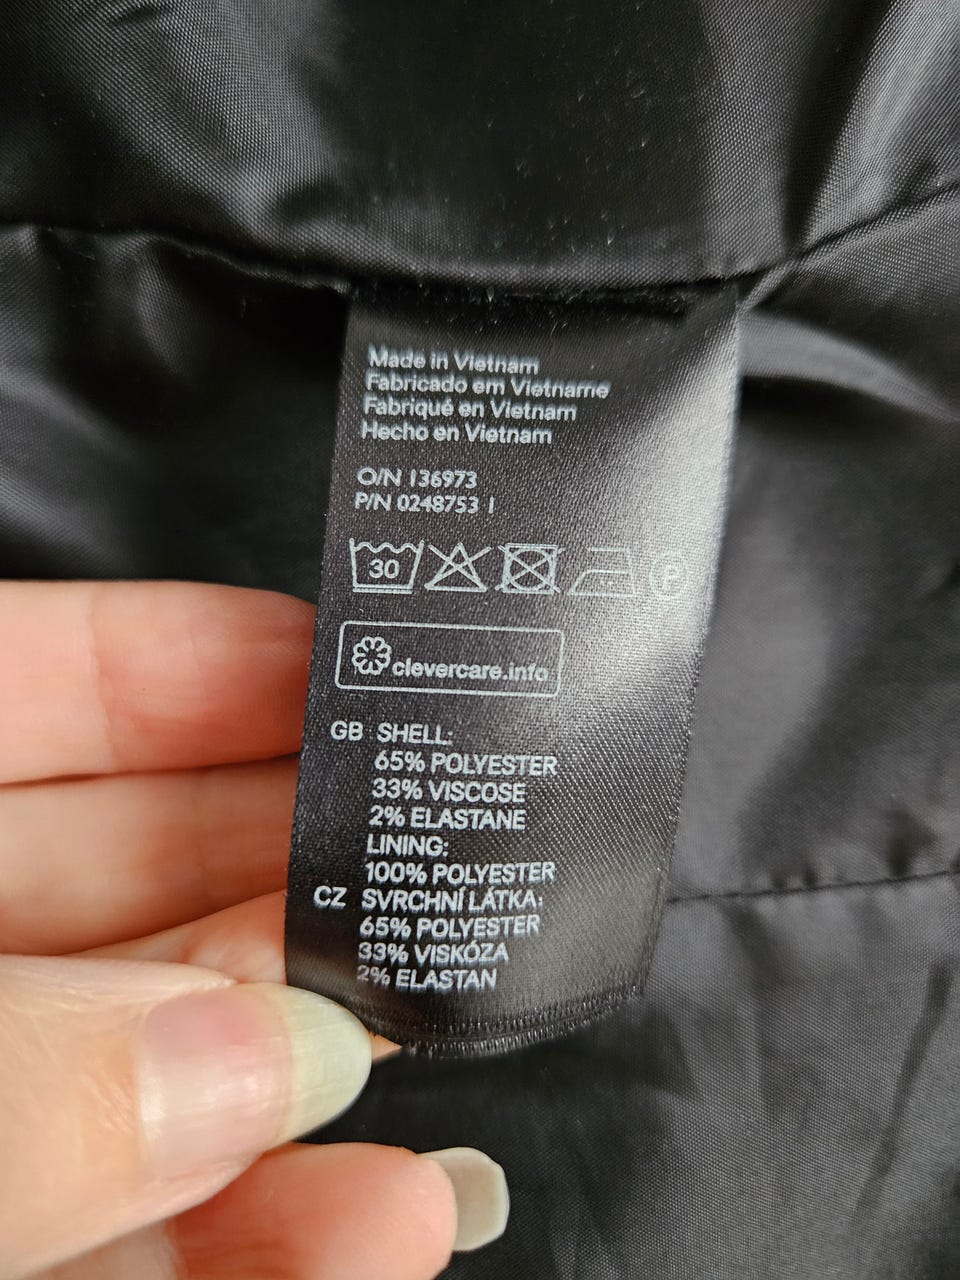 Made in Vietnam
Fabricado em Vietname
Fabriqué en Vietnam
Hecho en Vietnam
O/N 136973
P/N 0248753 1
30 P
clevercare.info
GB SHELL:
65% POLYESTER
33% VISCOSE
2% ELASTANE
LINING:
100% POLYESTER
CZ SVRCHNÍ LÁTKA:
65% POLYESTER
33% VISKÓZA
2% ELASTAN